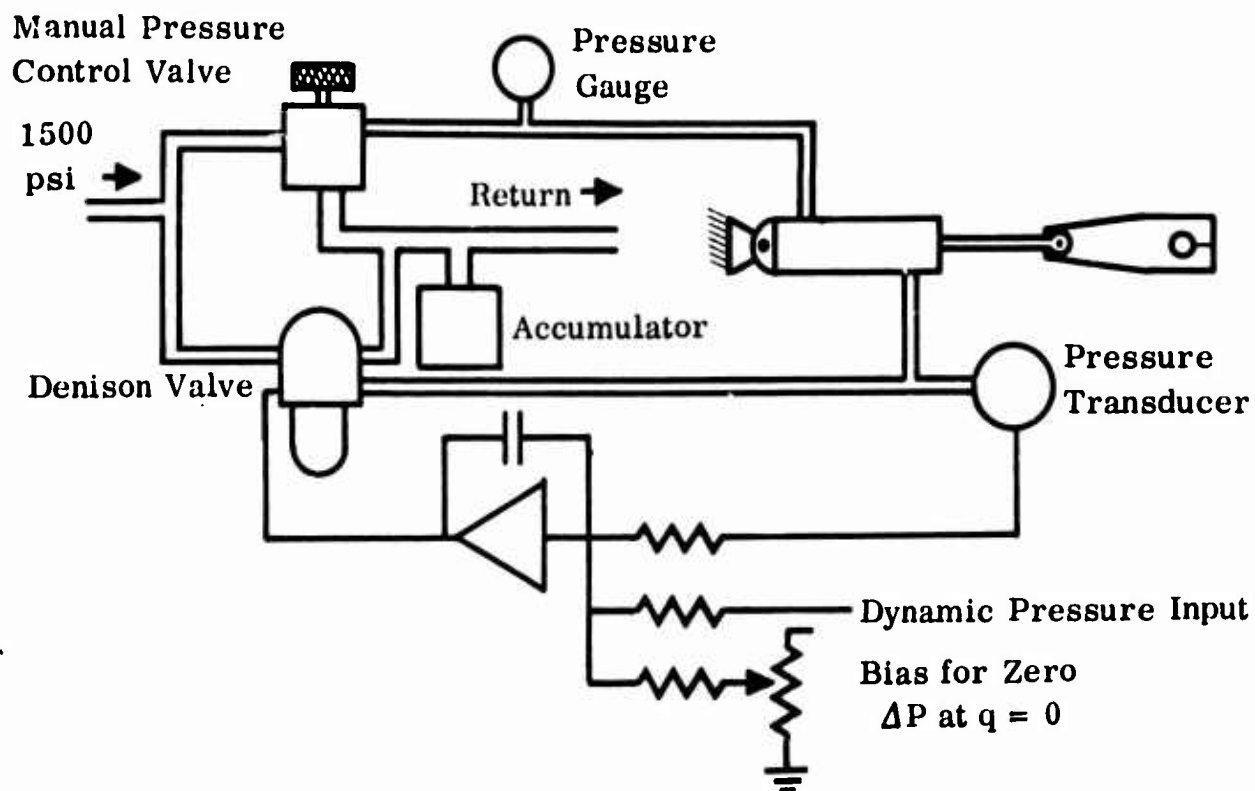 Manual Pressure
Control Valve
Pressure
Gauge
1500
psi
Return
Accumulator
Denison Valve
Pressure
Transducer
Dynamic Pressure Input
Bias for Zero
ΔP at q = 0